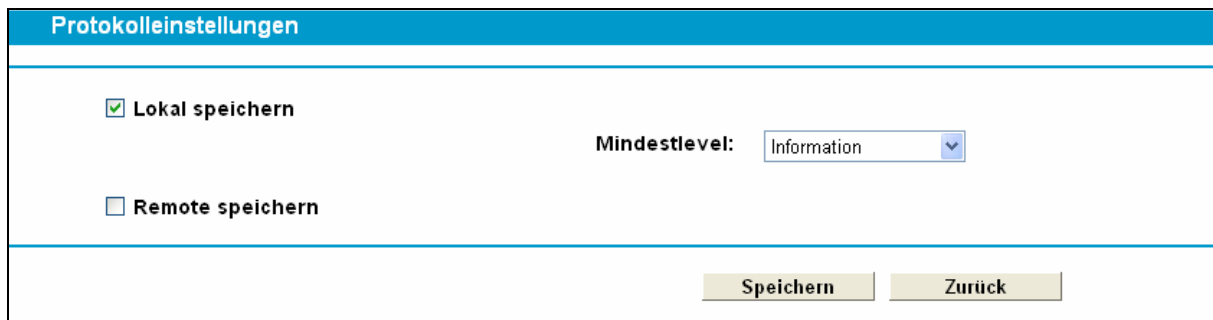 Protokolleinstellungen
Lokal speichern
Mindestlevel: Information
Remote speichern
Speichern Zurück